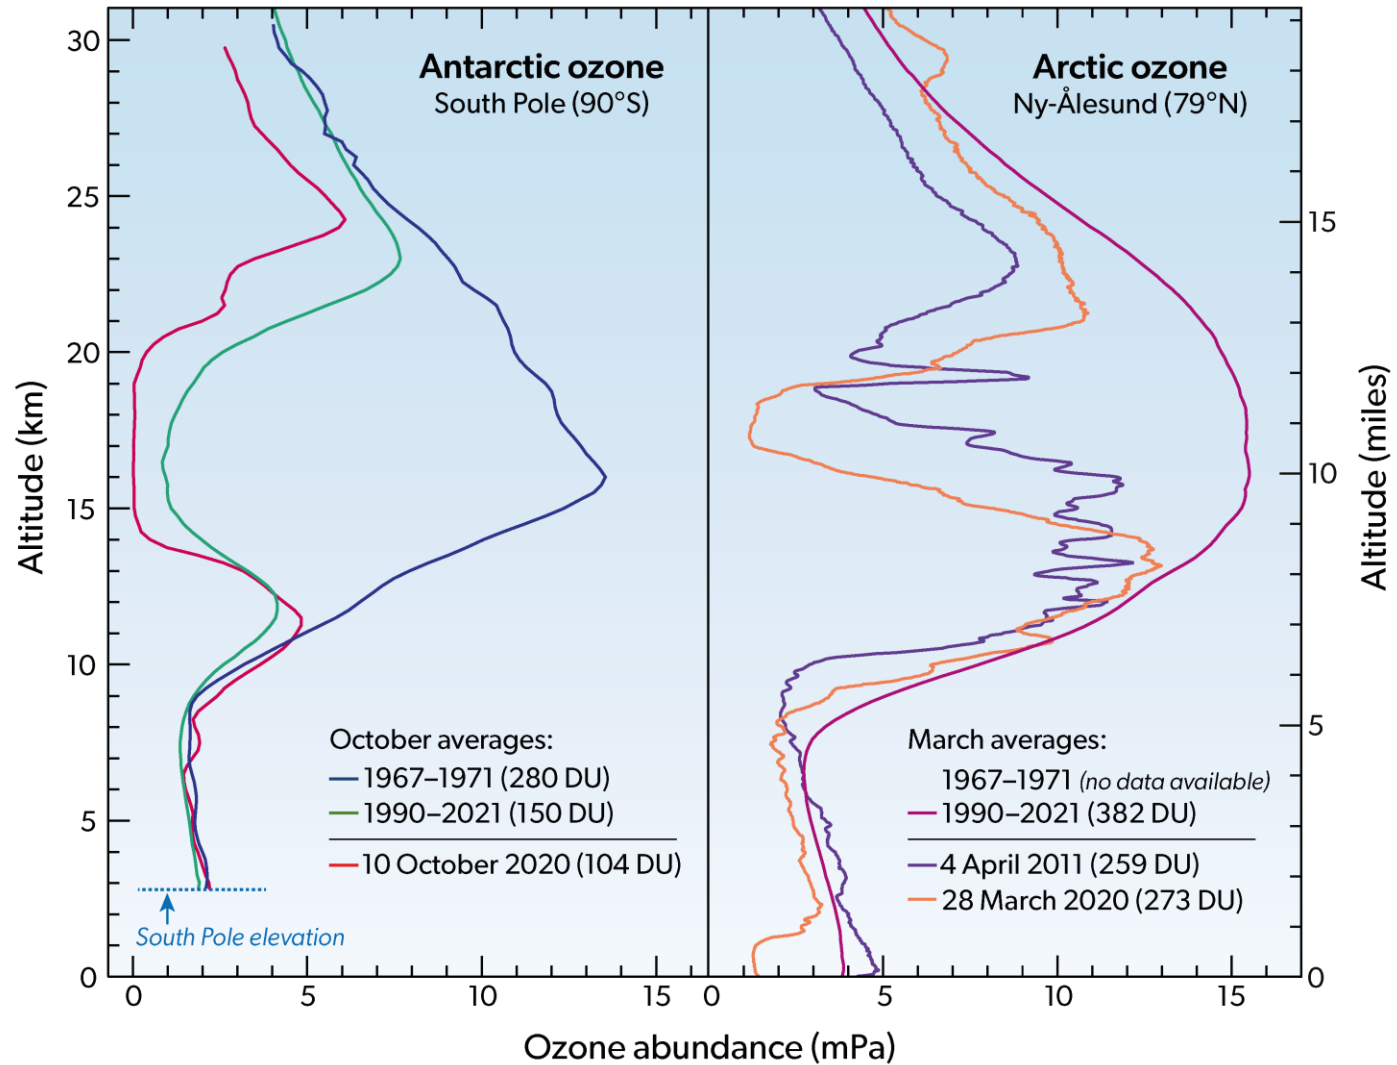 Antarctic ozone
South Pole (90°S)
Arctic ozone
Ny-Ålesund (79°N)
30
25
20
15
10
5
0
Altitude (km)
October averages:
1967–1971 (280 DU)
1990–2021 (150 DU)
10 October 2020 (104 DU)
South Pole elevation
March averages:
1967–1971 (no data available)
1990–2021 (382 DU)
4 April 2011 (259 DU)
28 March 2020 (273 DU)
15
10
5
0
Altitude (miles)
0 5 10 15 0 5 10 15
Ozone abundance (mPa)